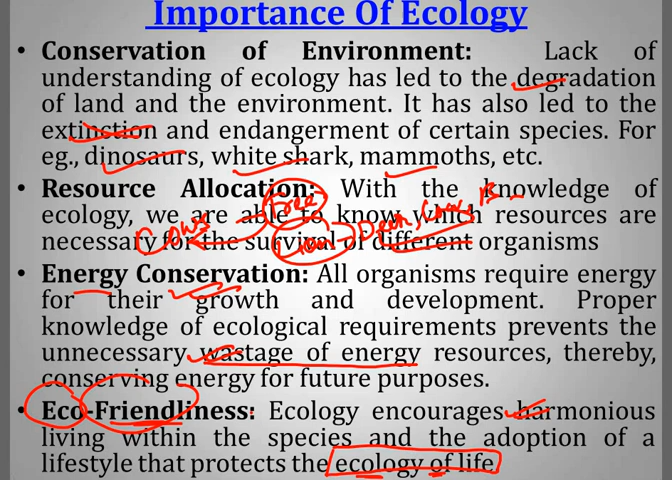 Importance Of Ecology
• Conservation of Environment: Lack of
understanding of ecology has led to the degradation
of land and the environment. It has also led to the
extinstion and endangerment of certain species. For
eg., dinosaurs, white shark, mammoths, etc.
• Resource Allocation: With the knowledge of
Free
ecology, we are able to know which resources are
Cows
necessary for the survival of different organisms
• Energy Conservation: All organisms require energy
for their growth and development. Proper
knowledge of ecological requirements prevents the
unnecessary wastage of energy resources, thereby,
conserving energy for future purposes.
• Eco-Friendliness: Ecology encourages harmonious
living within the species and the adoption of a
lifestyle that protects the ecology of life